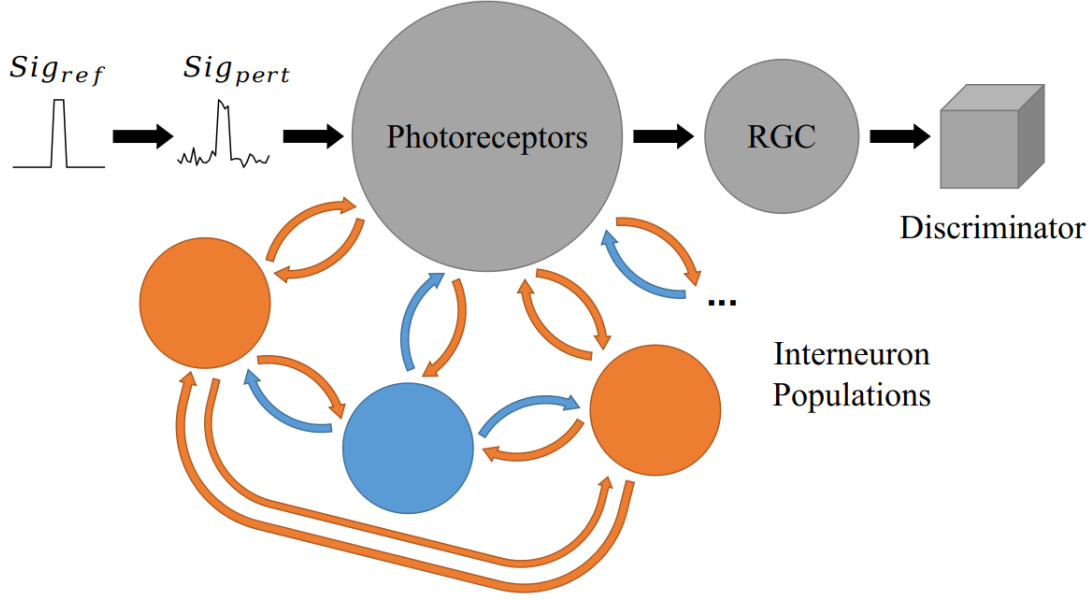 Sig_ref
Sig_pert
Photoreceptors
RGC
Discriminator
...
Interneuron
Populations